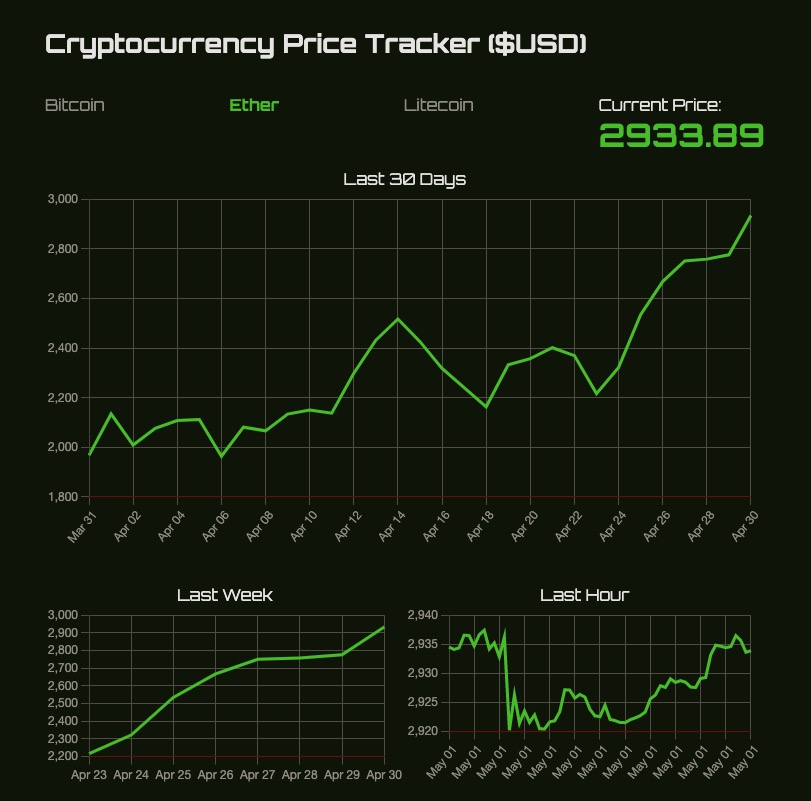 Cryptocurrency Price Tracker ($USD)
Bitcoin Ether Litecoin Current Price:
2933.89
Last 30 Days
3,000
2,800
2,600
2,400
2,200
2,000
1,800
Mar 31 Apr 02 Apr 04 Apr 06 Apr 08 Apr 10 Apr 12 Apr 14 Apr 16 Apr 18 Apr 20 Apr 22 Apr 24 Apr 26 Apr 28 Apr 30
Last Week
3,000
2,900
2,800
2,700
2,600
2,500
2,400
2,300
2,200
Apr 23 Apr 24 Apr 25 Apr 26 Apr 27 Apr 28 Apr 29 Apr 30
Last Hour
2,940
2,935
2,930
2,925
2,920
May 01 May 01 May 01 May 01 May 01 May 01 May 01 May 01 May 01 May 01 May 01 May 01 May 01